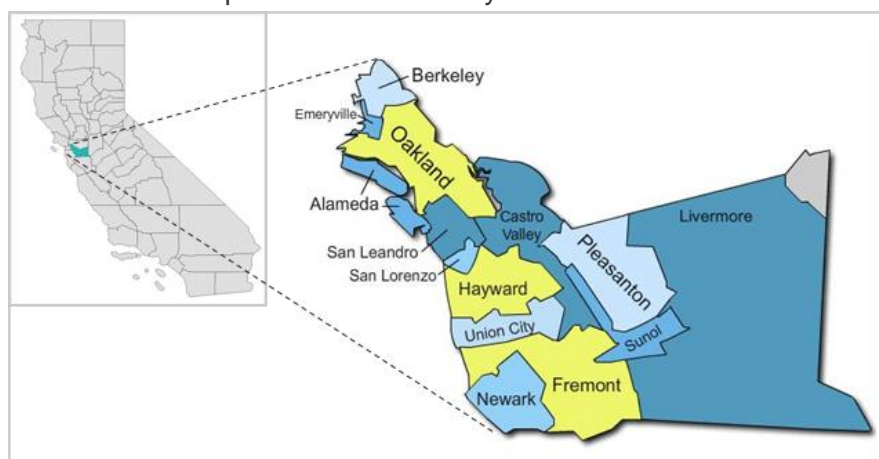 Berkeley
Emeryville
Oakland
Alameda
Castro
Valley
Livermore
San Leandro
San Lorenzo
Pleasanton
Hayward
Union City
Sunol
Newark
Fremont